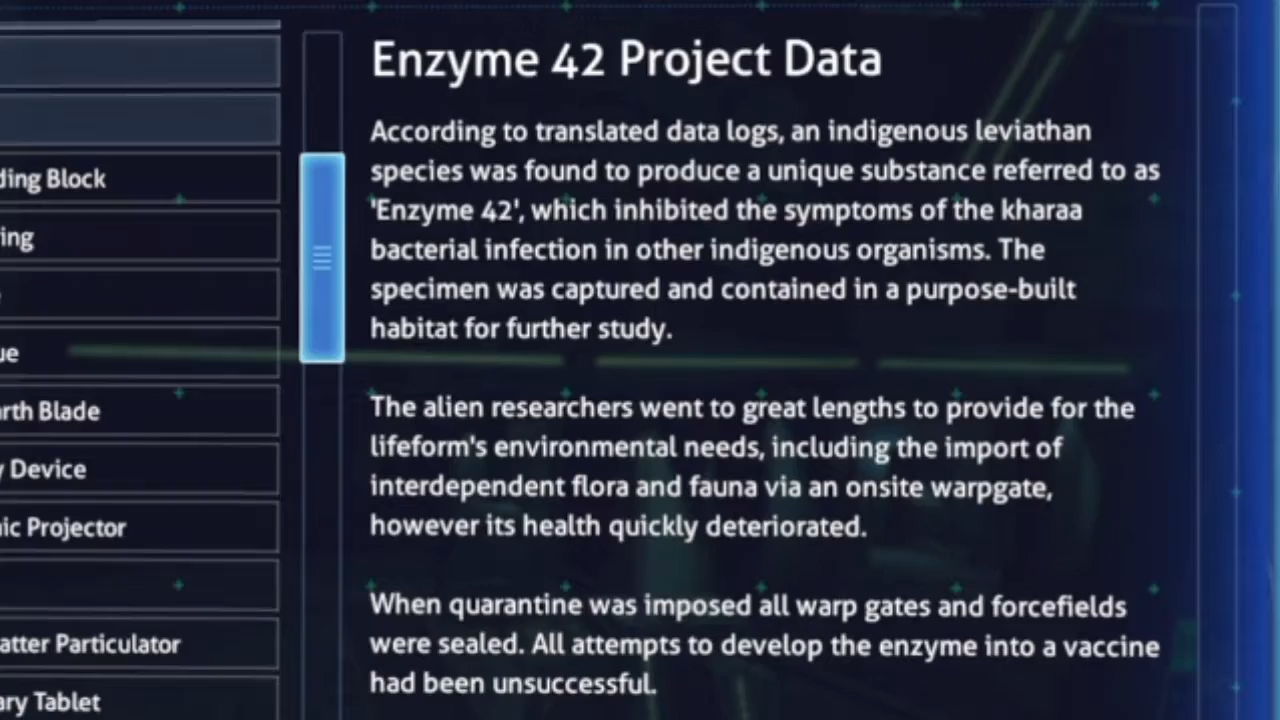 Enzyme 42 Project Data
According to translated data logs, an indigenous leviathan
species was found to produce a unique substance referred to as
'Enzyme 42', which inhibited the symptoms of the kharaa
bacterial infection in other indigenous organisms. The
specimen was captured and contained in a purpose-built
habitat for further study.
The alien researchers went to great lengths to provide for the
lifeform's environmental needs, including the import of
interdependent flora and fauna via an onsite warpgate,
however its health quickly deteriorated.
When quarantine was imposed all warp gates and forcefields
were sealed. All attempts to develop the enzyme into a vaccine
had been unsuccessful.
ding Block
ing
ue
arth Blade
y Device
ic Projector
atter Particulator
ary Tablet